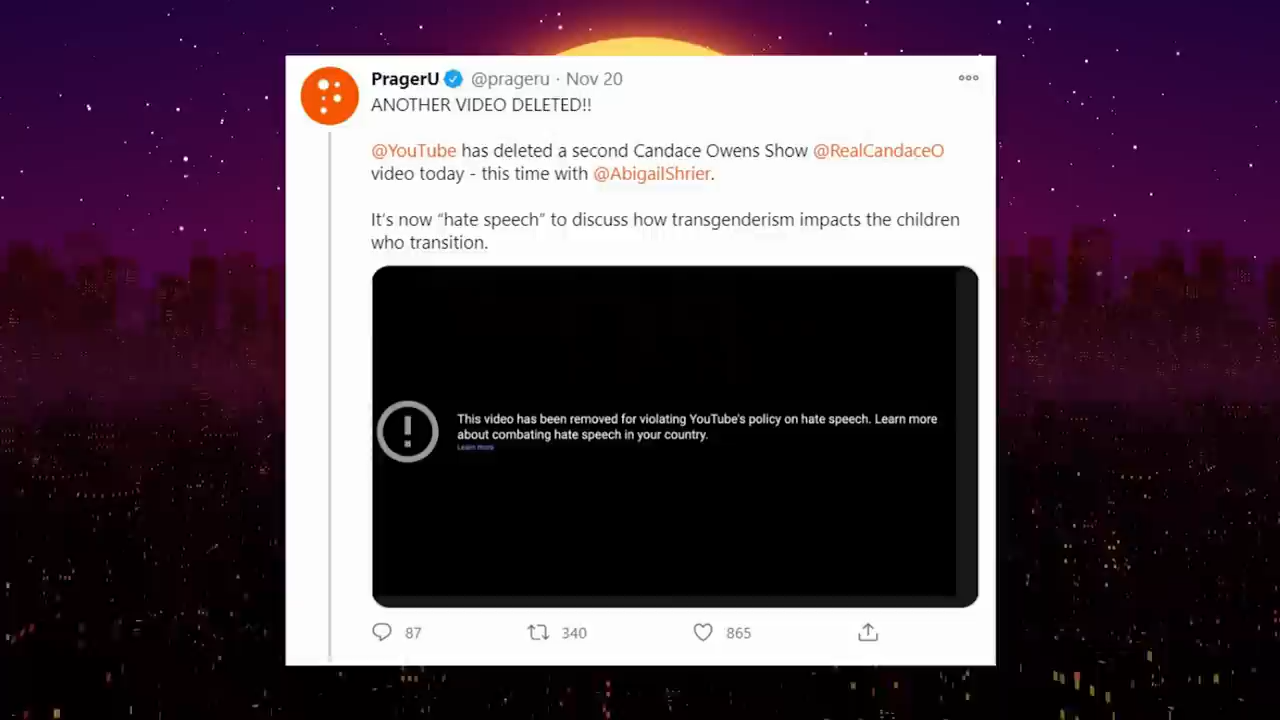 PragerU @prageru · Nov 20
ANOTHER VIDEO DELETED!!
@YouTube has deleted a second Candace Owens Show @RealCandaceO
video today - this time with @AbigailShrier.
It's now “hate speech” to discuss how transgenderism impacts the children
who transition.
This video has been removed for violating YouTube's policy on hate speech. Learn more
about combating hate speech in your country.
Learn more
87 340 865